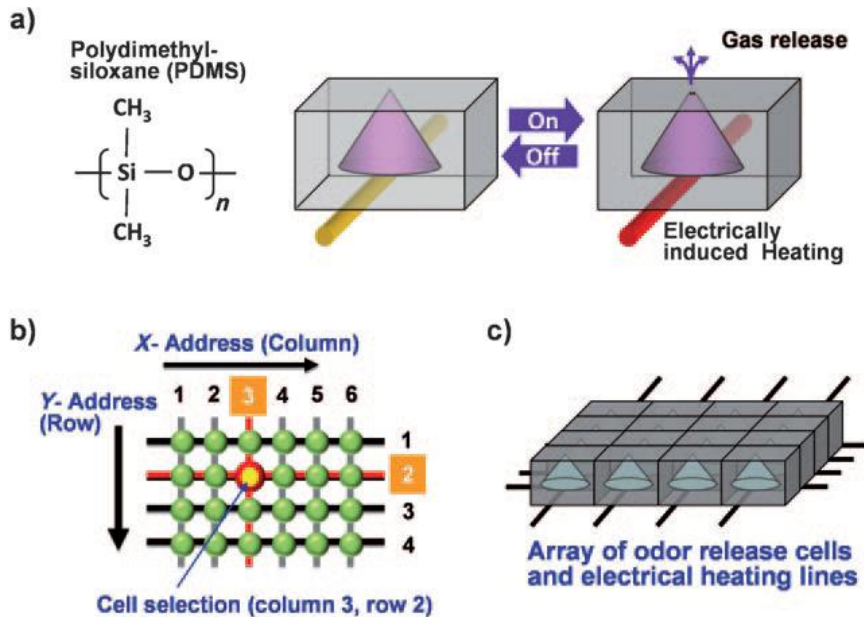 a)
Polydimethyl-
siloxane (PDMS)
CH3
Si
O
n
CH3
On
Off
Gas release
Electrically
induced Heating
b)
X- Address (Column)
Y- Address
(Row)
1 2 3 4 5 6
1
2
3
4
Cell selection (column 3, row 2)
c)
Array of odor release cells
and electrical heating lines